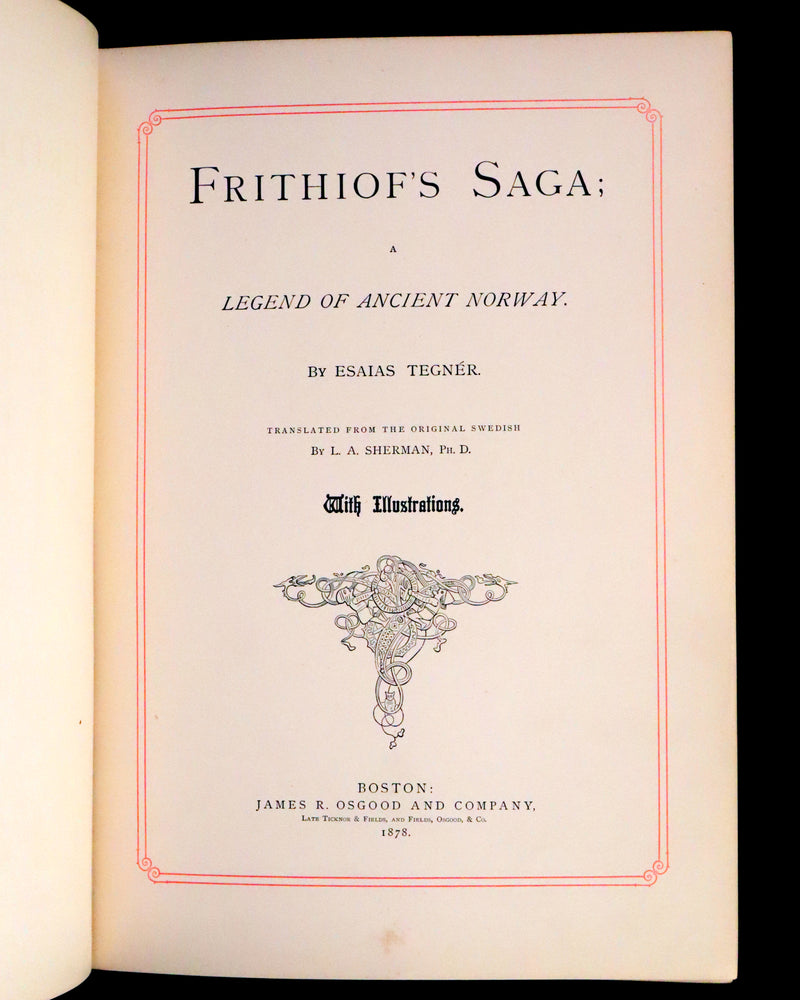 FRITHIOF'S SAGA;
A
LEGEND OF ANCIENT NORWAY.
BY ESAIAS TEGNÉR.
TRANSLATED FROM THE ORIGINAL SWEDISH
BY L. A. SHERMAN, PH. D.
With Illustrations.
BOSTON:
JAMES R. OSGOOD AND COMPANY,
LATE TICKNOR & FIELDS, AND FIELDS, OSGOOD, & CO.
1878.